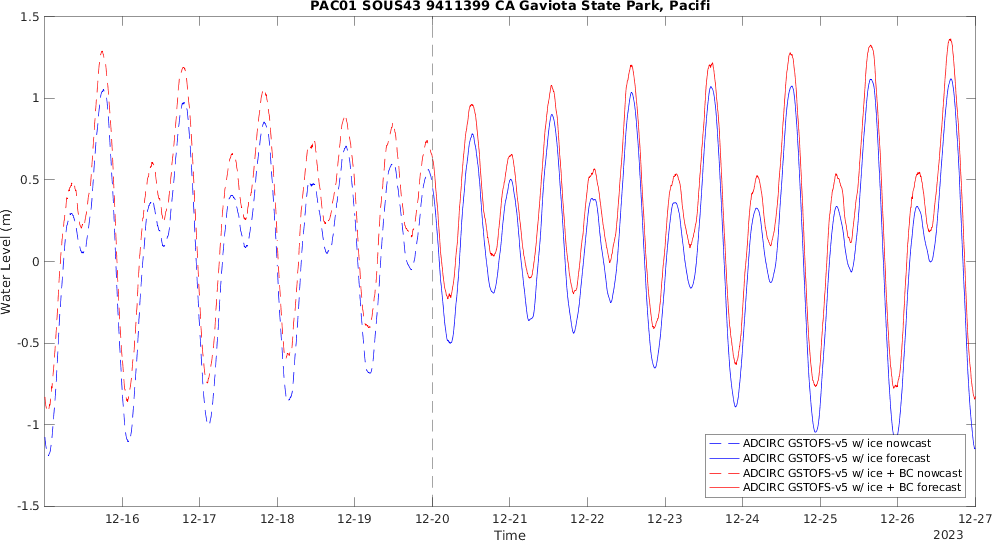 PAC01 SOUS43 9411399 CA Gaviota State Park, Pacifi
1.5
1
0.5
0
-0.5
-1
-1.5
Water Level (m)
ADCIRC GSTOFS-v5 w/ ice nowcast
ADCIRC GSTOFS-v5 w/ ice forecast
ADCIRC GSTOFS-v5 w/ ice + BC nowcast
ADCIRC GSTOFS-v5 w/ ice + BC forecast
12-16 12-17 12-18 12-19 12-20 12-21 12-22 12-23 12-24 12-25 12-26 12-27
Time
2023